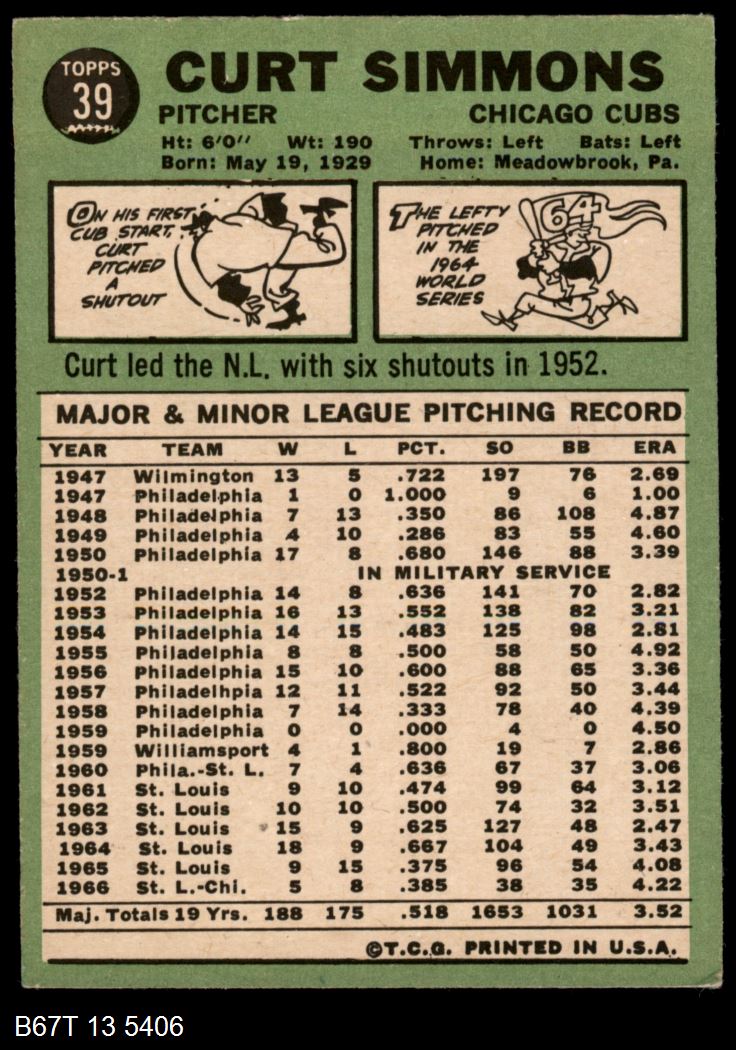 TOPPS
39
CURT SIMMONS
PITCHER CHICAGO CUBS
Ht: 6'0" Wt: 190 Throws: Left Bats: Left
Born: May 19, 1929 Home: Meadowbrook, Pa.
ON HIS FIRST
CUB START,
CURT
PITCHED
A
SHUTOUT
THE LEFTY
PITCHED
IN THE
1964
WORLD
SERIES
64
Curt led the N.L. with six shutouts in 1952.
MAJOR & MINOR LEAGUE PITCHING RECORD
YEAR TEAM W L PCT. SO BB ERA
1947 Wilmington 13 5 .722 197 76 2.69
1947 Philadelphia 1 0 1.000 9 6 1.00
1948 Philadelphia 7 13 .350 86 108 4.87
1949 Philadelphia 4 10 .286 83 55 4.60
1950 Philadelphia 17 8 .680 146 88 3.39
1950-1 IN MILITARY SERVICE
1952 Philadelphia 14 8 .636 141 70 2.82
1953 Philadelphia 16 13 .552 138 82 3.21
1954 Philadelphia 14 15 .483 125 98 2.81
1955 Philadelphia 8 8 .500 58 50 4.92
1956 Philadelphia 15 10 .600 88 65 3.36
1957 Philadelhpia 12 11 .522 92 50 3.44
1958 Philadelphia 7 14 .333 78 40 4.39
1959 Philadelphia 0 0 .000 4 0 4.50
1959 Williamsport 4 1 .800 19 7 2.86
1960 Phila.-St. L. 7 4 .636 67 37 3.06
1961 St. Louis 9 10 .474 99 64 3.12
1962 St. Louis 10 10 .500 74 32 3.51
1963 St. Louis 15 9 .625 127 48 2.47
1964 St. Louis 18 9 .667 104 49 3.43
1965 St. Louis 9 15 .375 96 54 4.08
1966 St. L.-Chi. 5 8 .385 38 35 4.22
Maj. Totals 19 Yrs. 188 175 .518 1653 1031 3.52
©T.C.G. PRINTED IN U.S.A.
B67T 13 5406